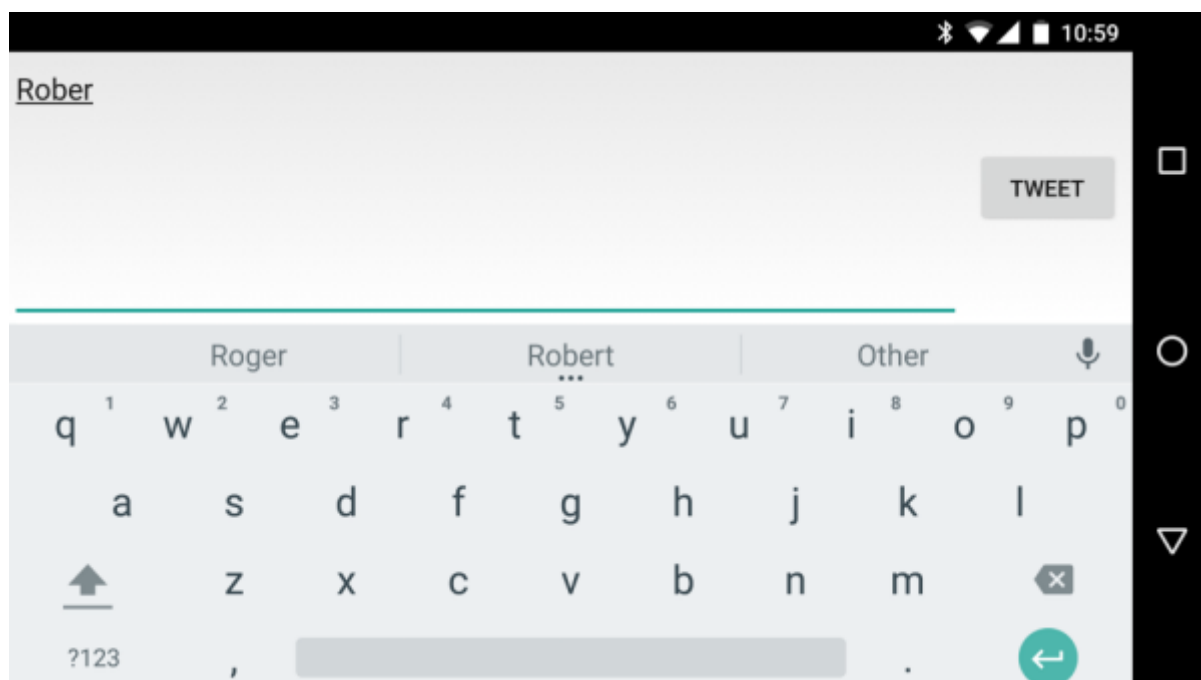 10:59
Rober
TWEET
Roger Robert Other
q 1 w 2 e 3 r 4 t 5 y 6 u 7 i 8 o 9 p 0
a s d f g h j k l
z x c v b n m
?123 , .